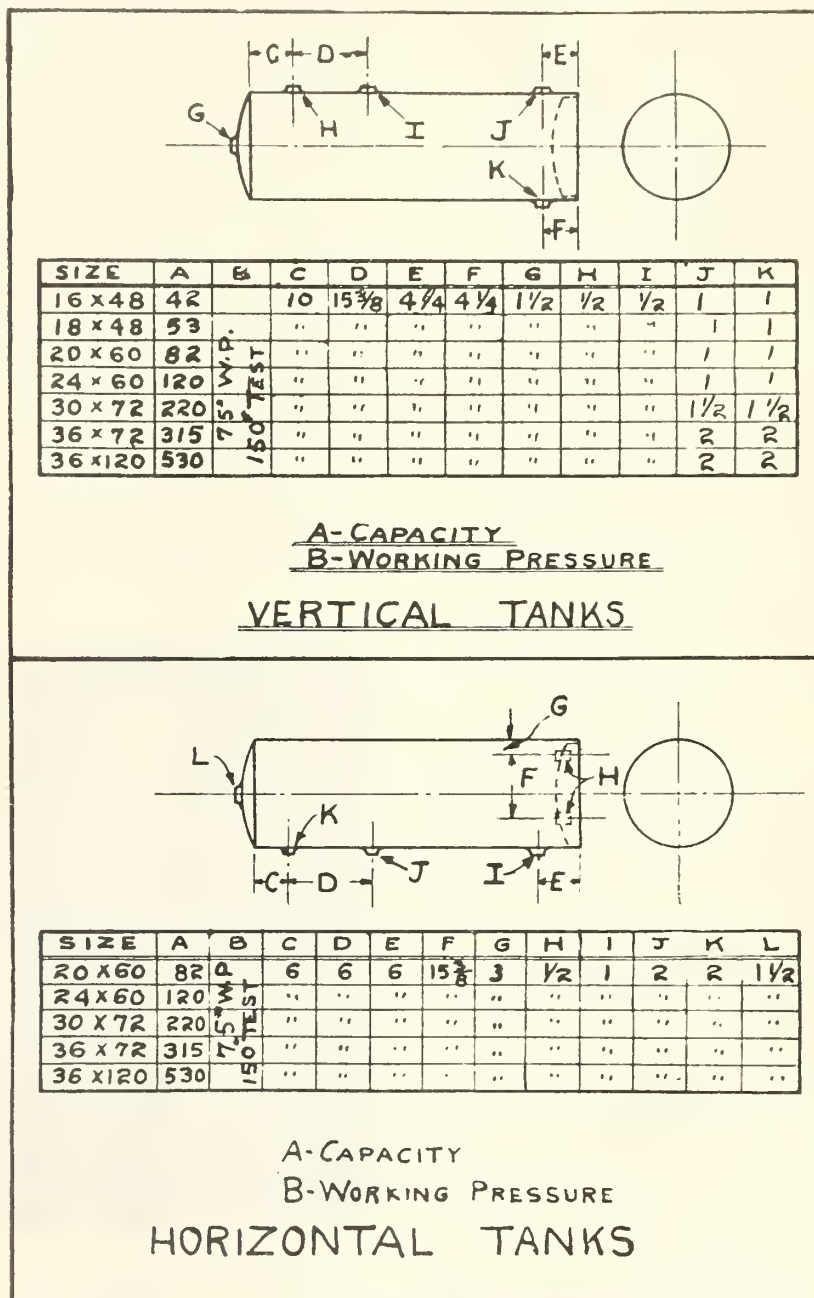 C D E
G H I J
K
F
SIZE A B C D E F G H I J K
16 x 48 42 75# W.P. 150# TEST 10 15 3/8 4 1/4 4 1/4 1 1/2 1/2 1/2 1 1
18 x 48 53 " " " " " " " 1 1
20 x 60 82 " " " " " " " 1 1
24 x 60 120 " " " " " " " 1 1
30 x 72 220 " " " " " " " 1 1/2 1 1/2
36 x 72 315 " " " " " " " 2 2
36 x 120 530 " " " " " " " 2 2
A-CAPACITY
B-WORKING PRESSURE
VERTICAL TANKS
G
L F H
K
C D J I E
SIZE A B C D E F G H I J K L
20 x 60 82 75# W.P 150# TEST 6 6 6 15 3/8 3 1/2 1 2 2 1 1/2
24 x 60 120 " " " " " " " " " "
30 x 72 220 " " " " " " " " " "
36 x 72 315 " " " " " " " " " "
36 x 120 530 " " " " " " " " " "
A-CAPACITY
B-WORKING PRESSURE
HORIZONTAL TANKS